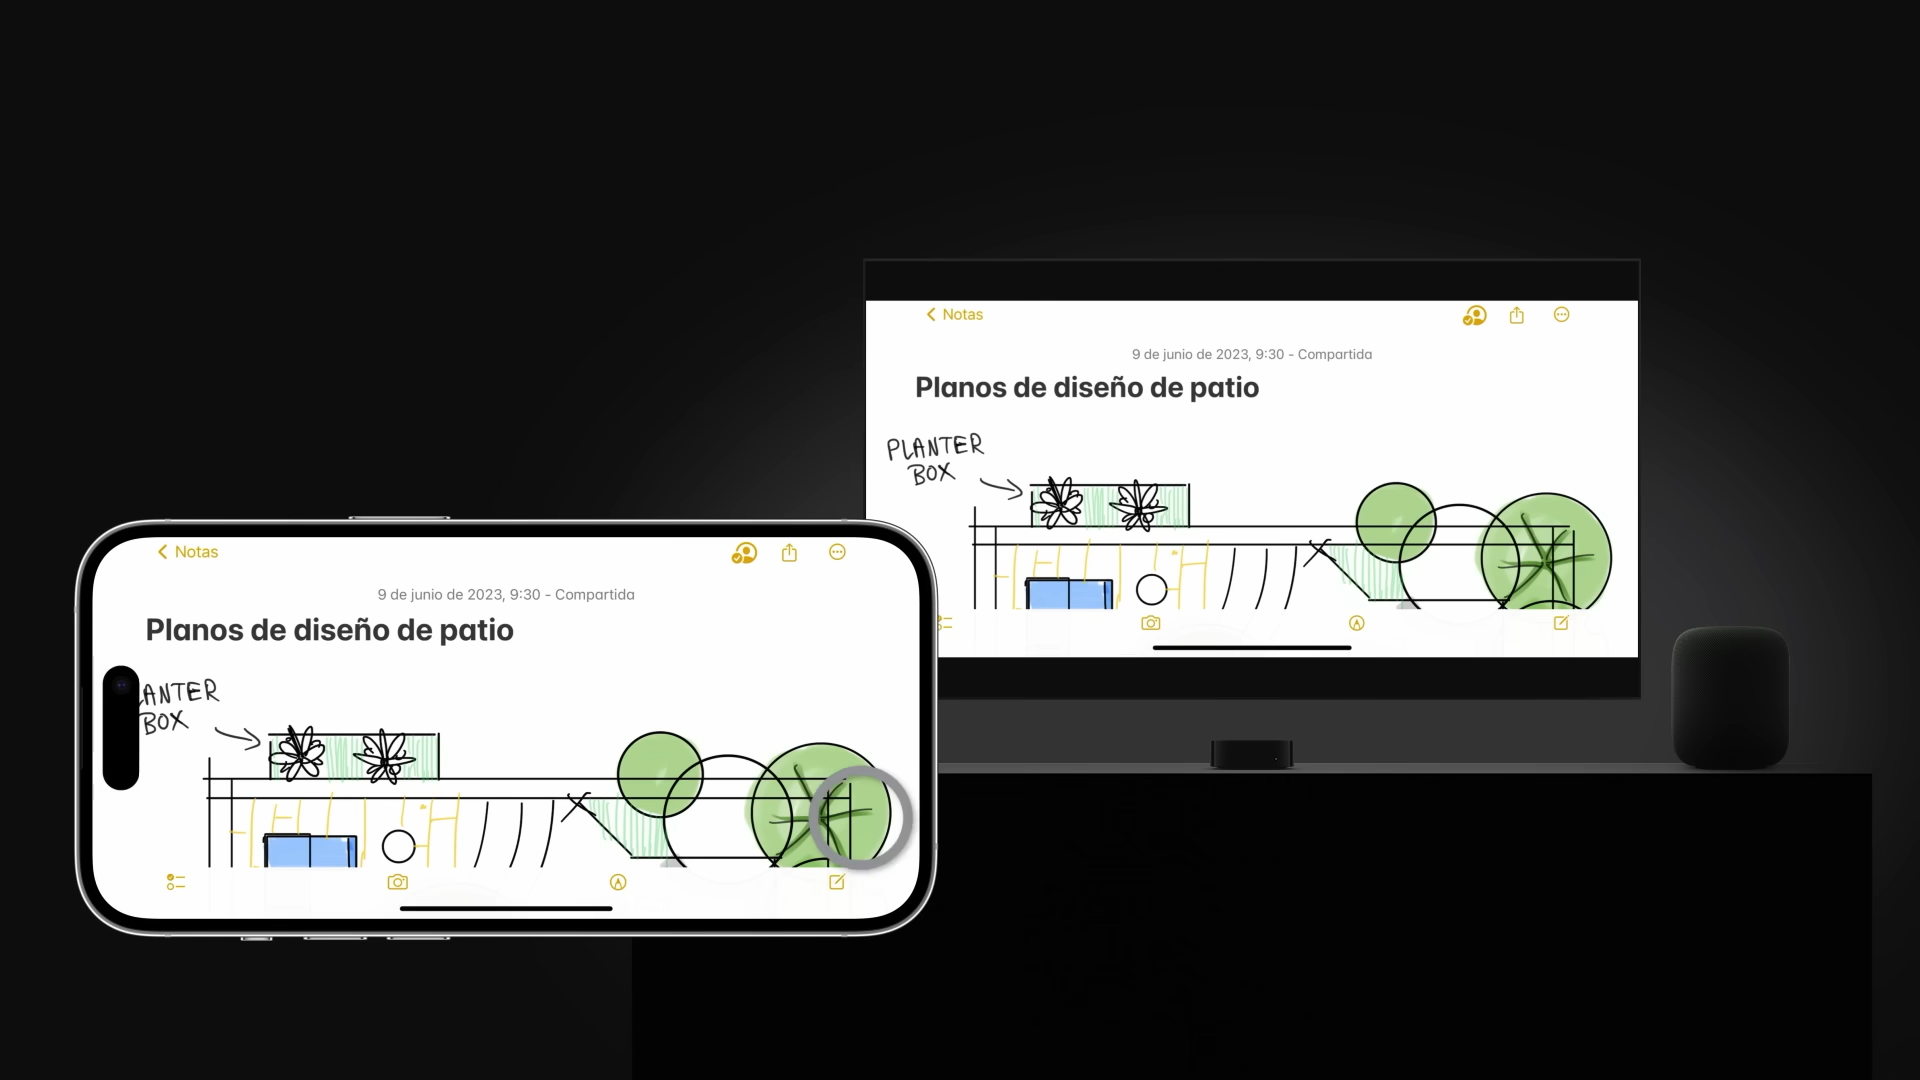 Notas
9 de junio de 2023, 9:30 - Compartida
Planos de diseño de patio
PLANTER
BOX
Notas
9 de junio de 2023, 9:30 - Compartida
Planos de diseño de patio
ANTER
BOX